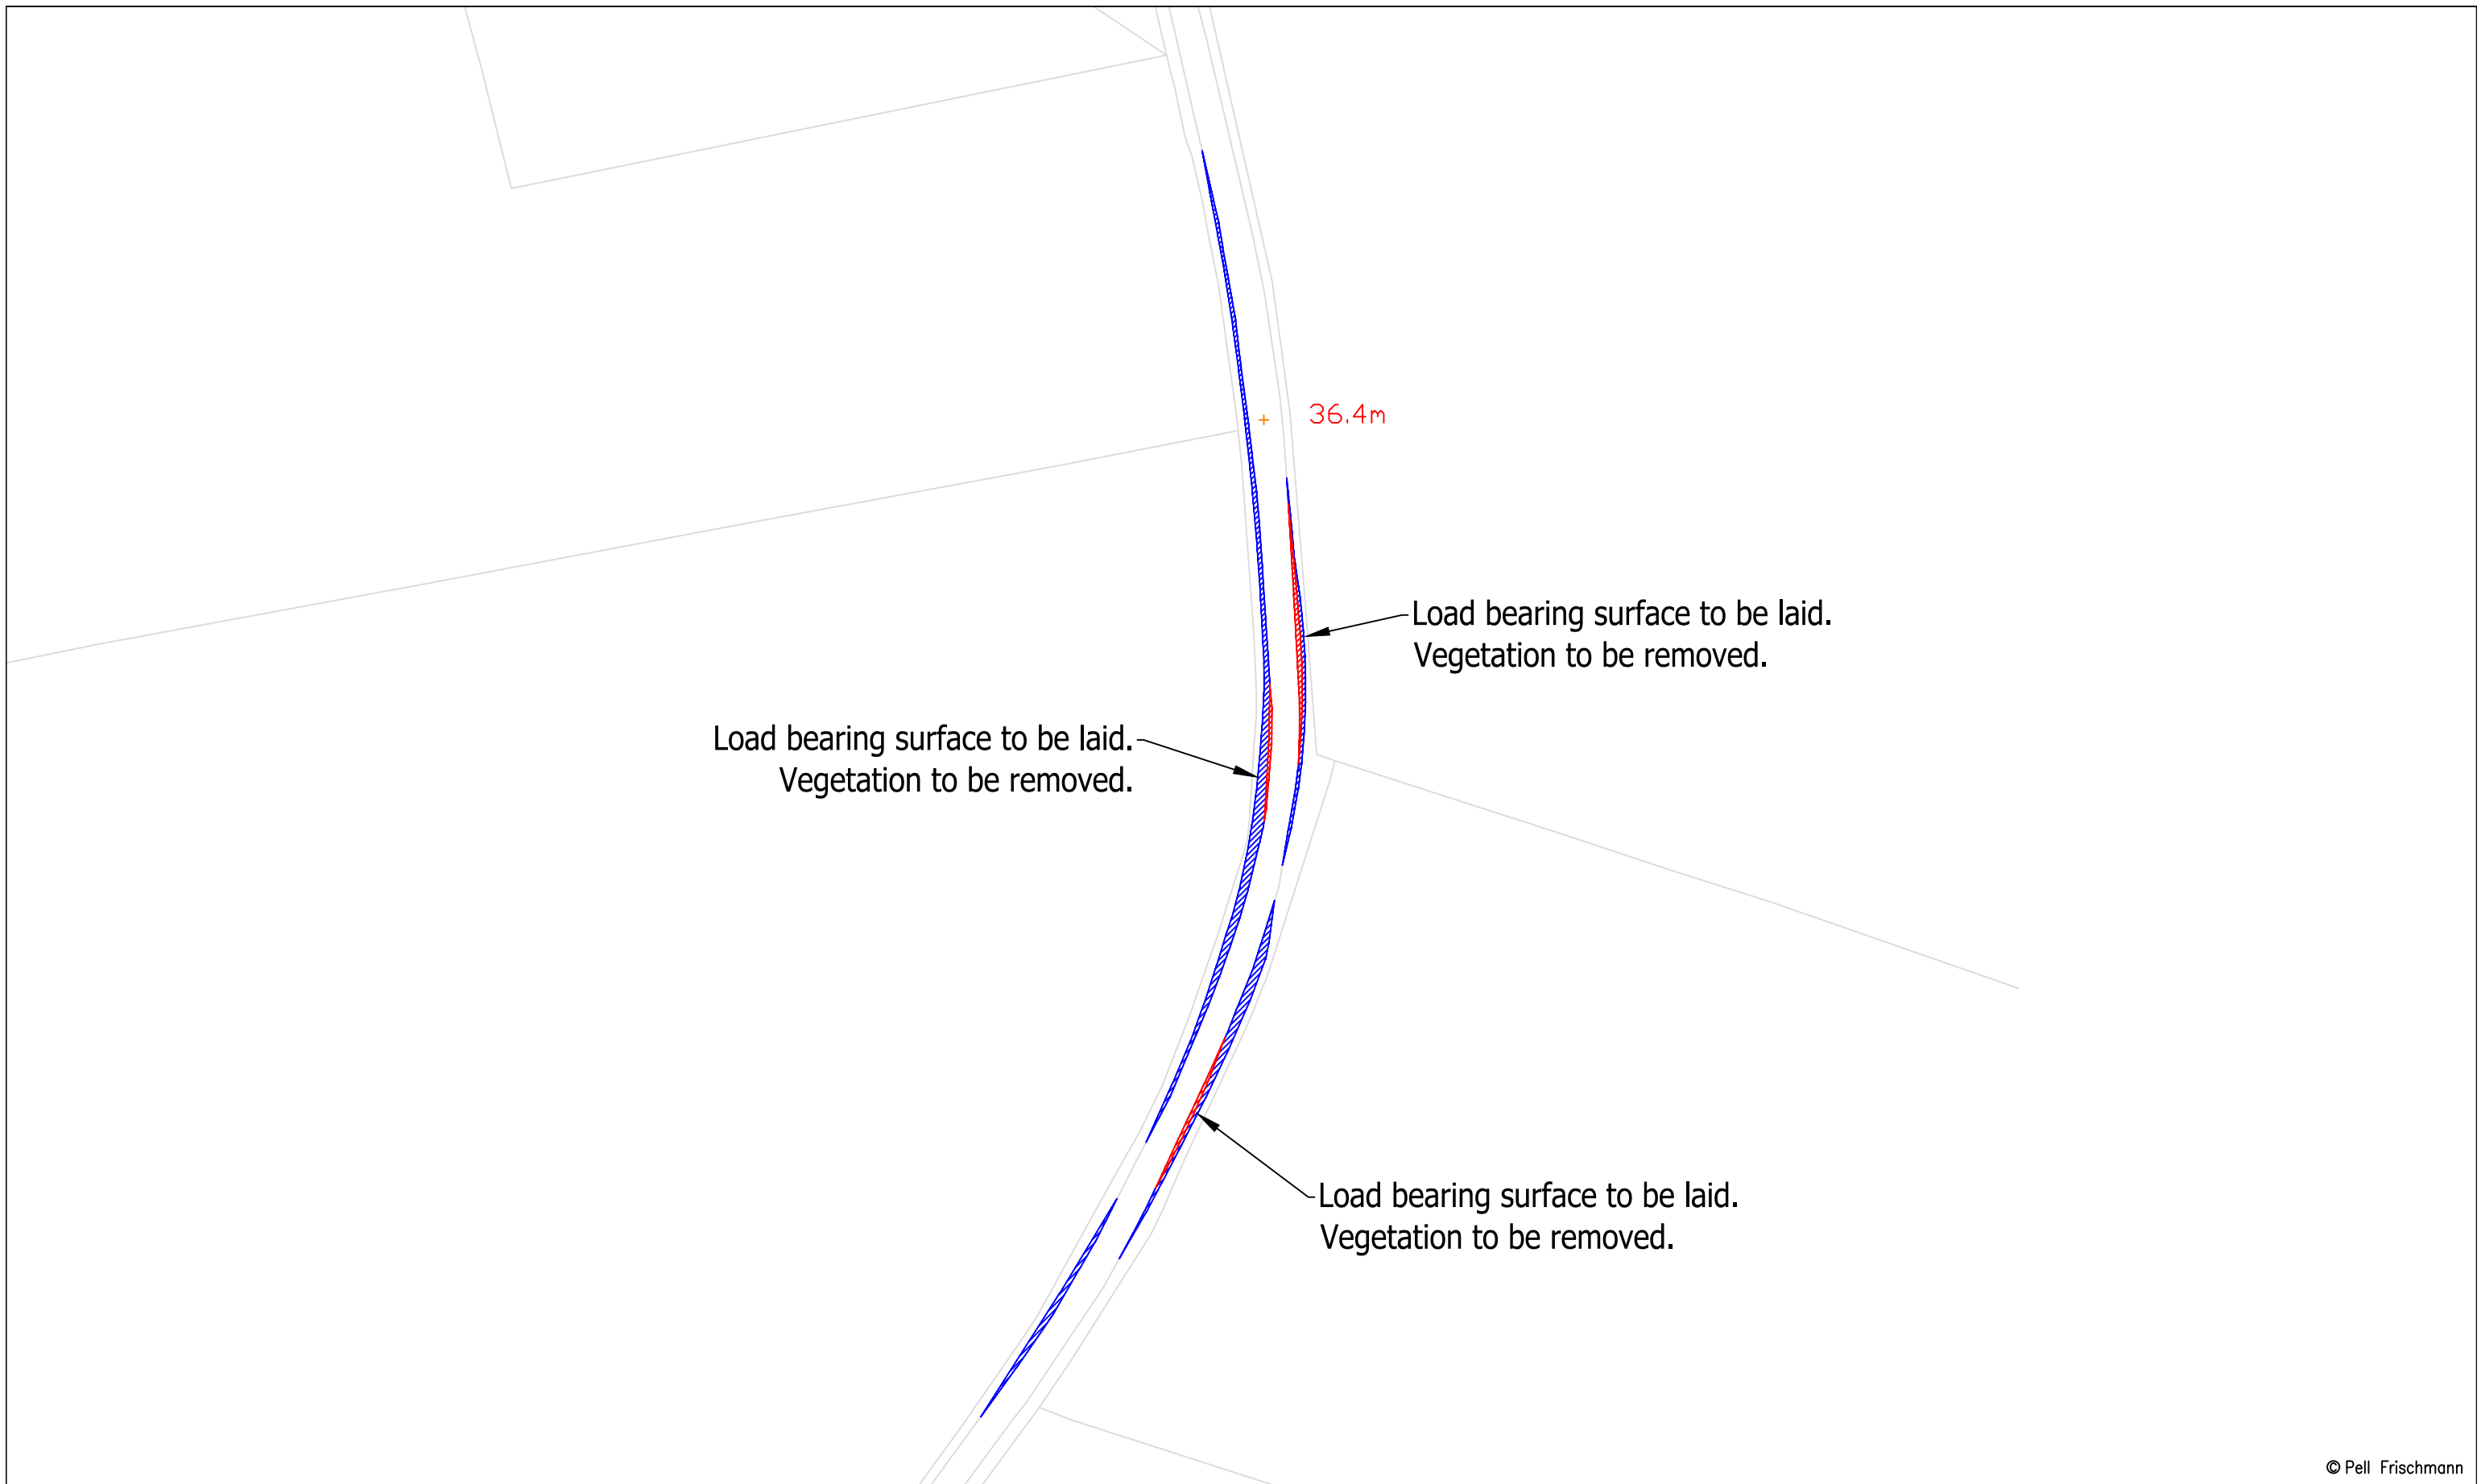 36.4m
Load bearing surface to be laid.
Vegetation to be removed.
Load bearing surface to be laid.
Vegetation to be removed.
Load bearing surface to be laid.
Vegetation to be removed.
© Pell Frischmann